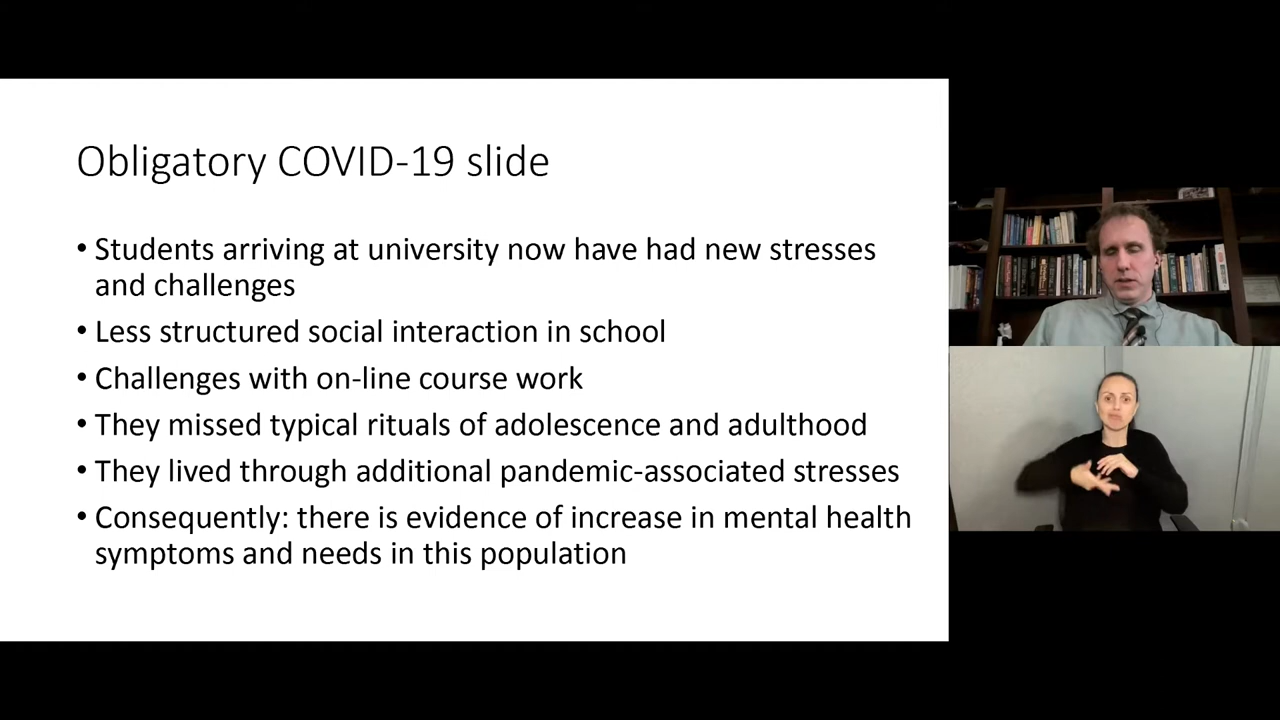 Obligatory COVID-19 slide
• Students arriving at university now have had new stresses
and challenges
• Less structured social interaction in school
• Challenges with on-line course work
• They missed typical rituals of adolescence and adulthood
• They lived through additional pandemic-associated stresses
• Consequently: there is evidence of increase in mental health
symptoms and needs in this population